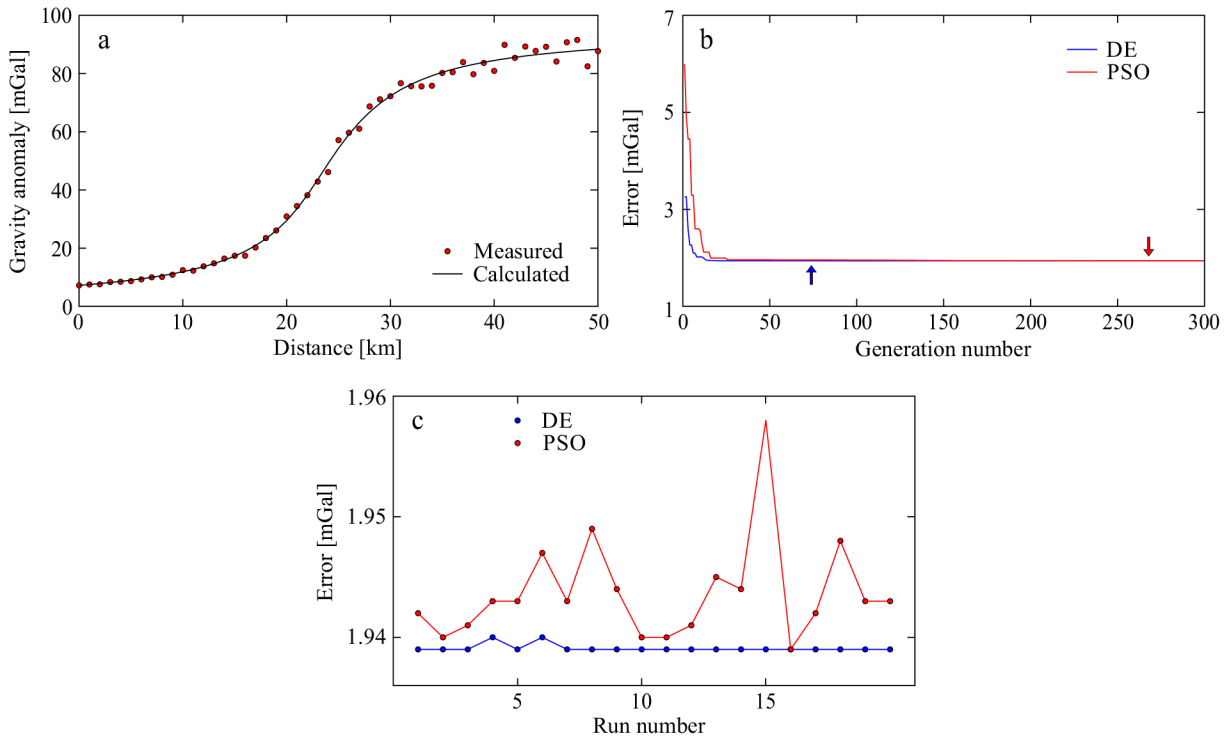 a
100
80
60
40
20
0
Gravity anomaly [mGal]
Measured
Calculated
0 10 20 30 40 50
Distance [km]
b
7
5
3
1
Error [mGal]
DE
PSO
0 50 100 150 200 250 300
Generation number
c
1.96
1.95
1.94
Error [mGal]
DE
PSO
5 10 15
Run number